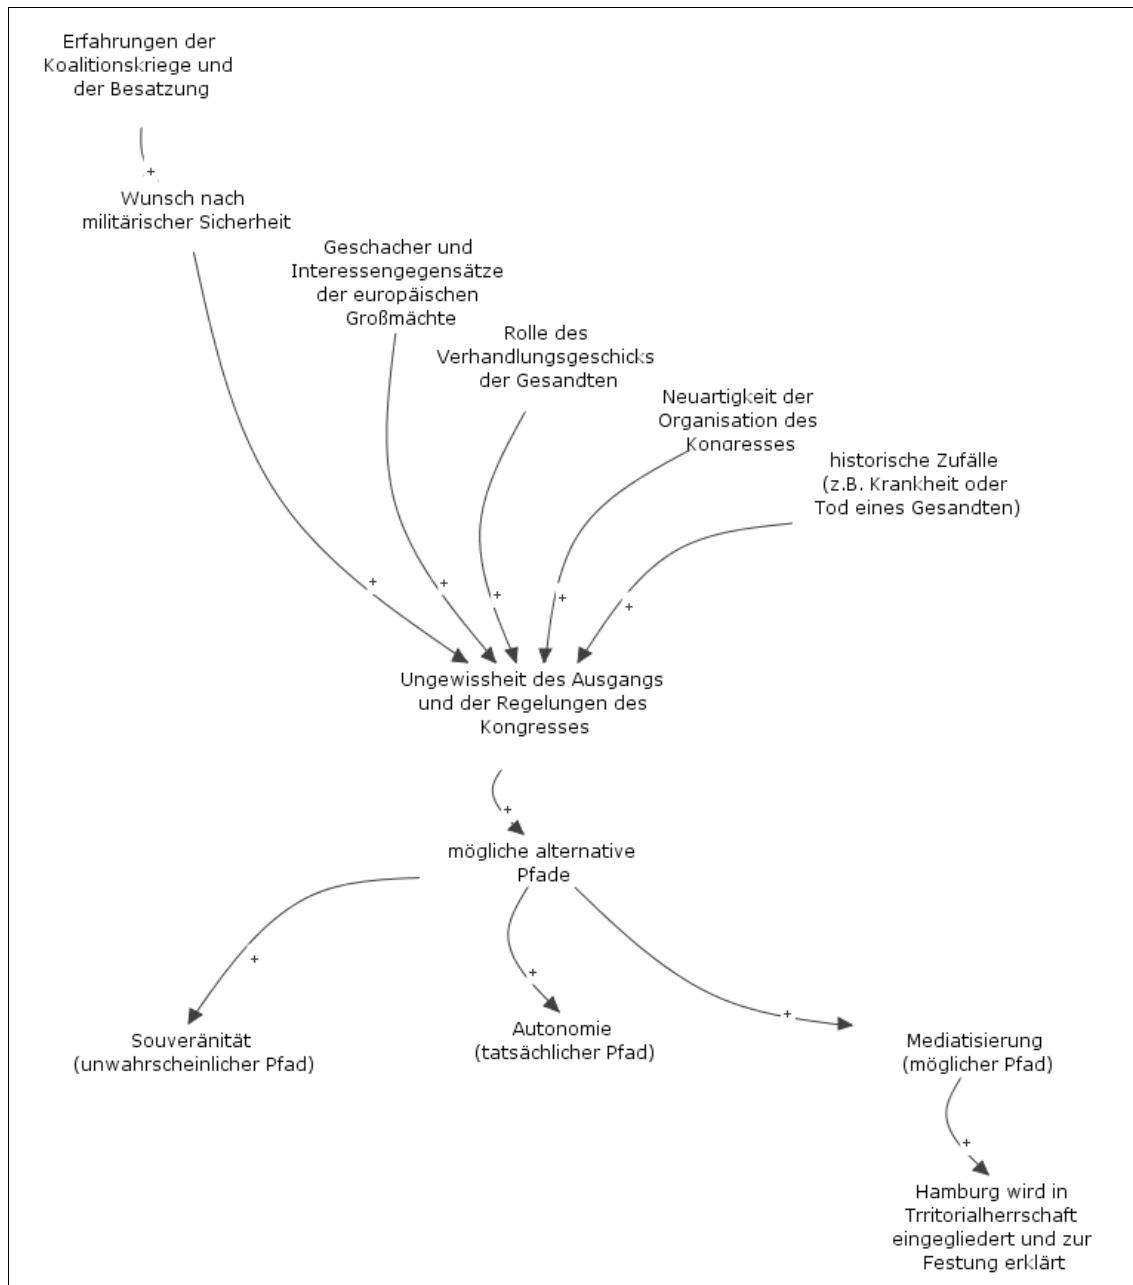 Erfahrungen der
Koalitionskriege und
der Besatzung
+
Wunsch nach
militärischer Sicherheit
Geschacher und
Interessengegensätze
der europäischen
Großmächte
Rolle des
Verhandlungsgeschicks
der Gesandten
Neuartigkeit der
Organisation des
Kongresses
historische Zufälle
(z.B. Krankheit oder
Tod eines Gesandten)
+
+
+
+
+
Ungewissheit des Ausgangs
und der Regelungen des
Kongresses
+
mögliche alternative
Pfade
+
+
+
Souveränität
(unwahrscheinlicher Pfad)
Autonomie
(tatsächlicher Pfad)
Mediatisierung
(möglicher Pfad)
+
Hamburg wird in
Trritorialherrschaft
eingegliedert und zur
Festung erklärt